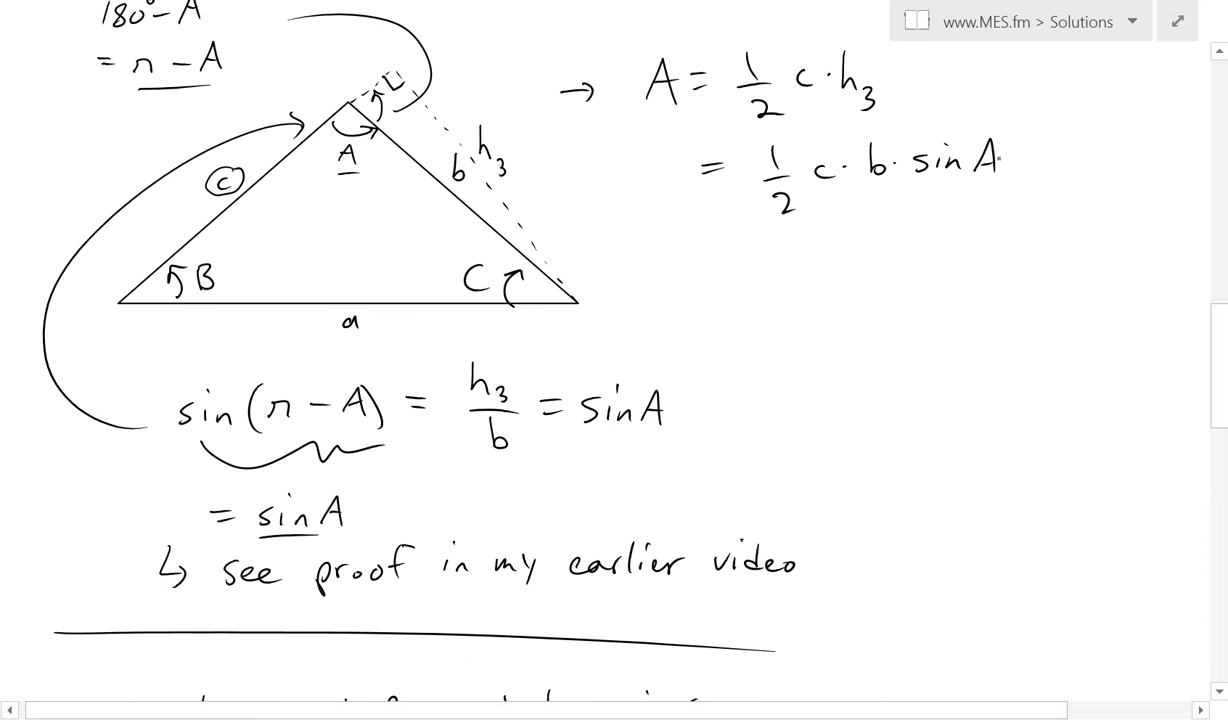 180° - A
= π - A
www.MES.fm > Solutions
→ A = 1/2 c · h₃
= 1/2 c · b · sin A
c
A
b
h₃
B
C
a
sin (π - A) = h₃/b = sin A
= sin A
↳ see proof in my earlier video